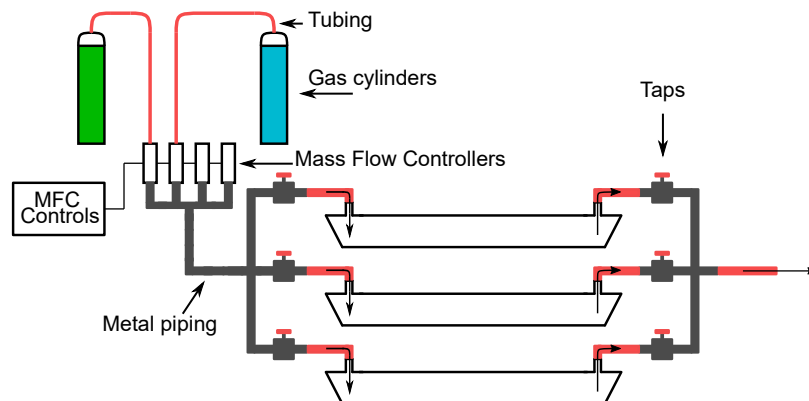 Tubing
Gas cylinders
Taps
Mass Flow Controllers
MFC
Controls
Metal piping